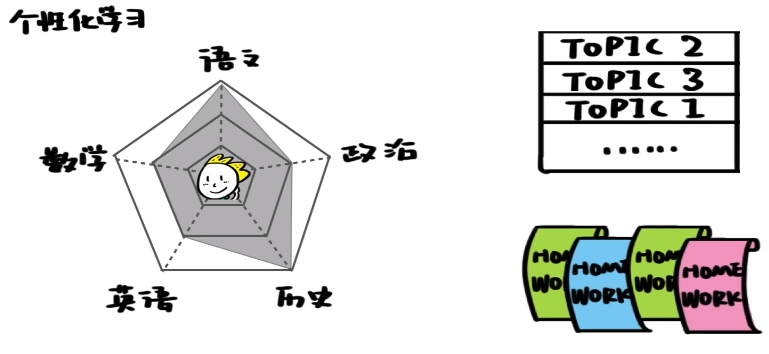 个性化学习
语文
数学
政治
英语
历史
TOPIC 2
TOPIC 3
TOPIC 1
......
HOME
WORK
HOME
WORK
HOME
WORK
HOME
WORK